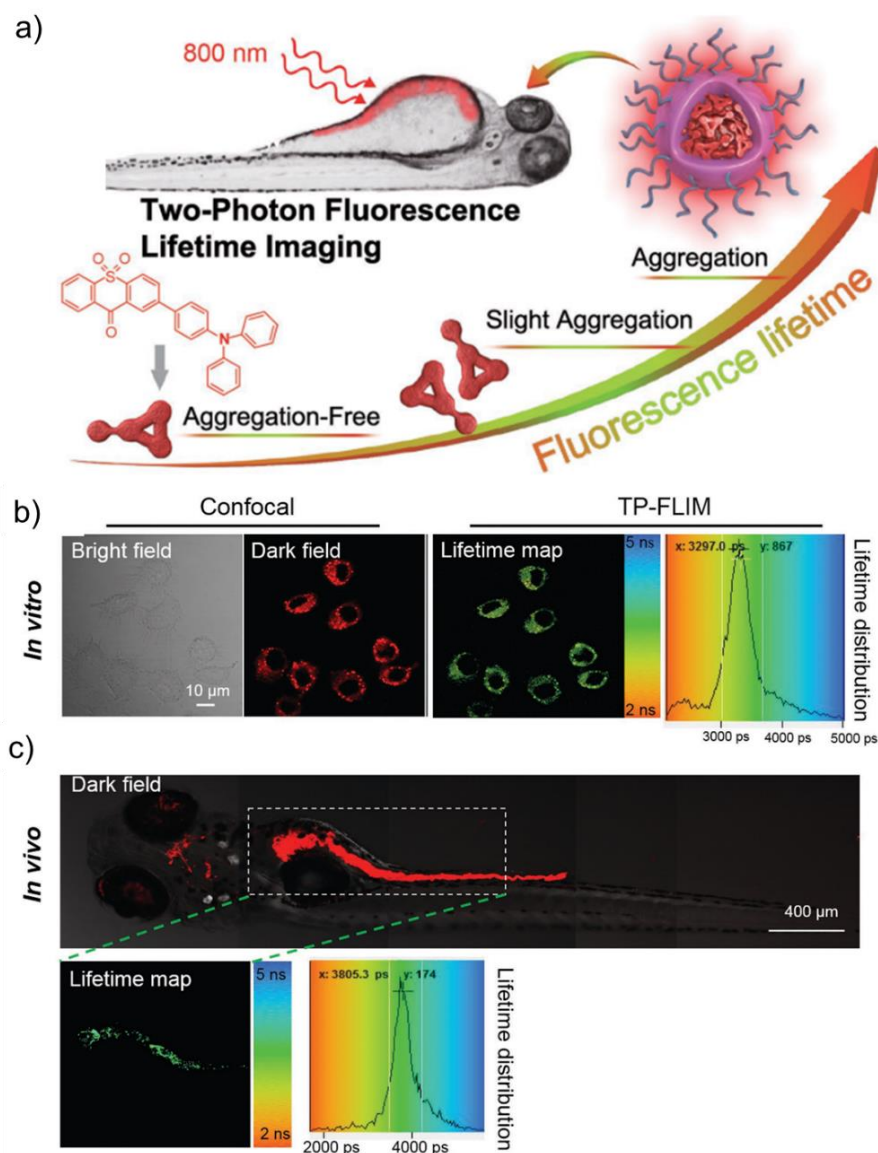 a)
800 nm
Two-Photon Fluorescence
Lifetime Imaging
Aggregation
Slight Aggregation
Aggregation-Free
Fluorescence lifetime
O O
S
O
N
b)
Confocal
TP-FLIM
In vitro
Bright field
Dark field
Lifetime map
10 µm
5 ns
2 ns
x: 3297.0 ps y: 867
Lifetime distribution
3000 ps 4000 ps 5000 ps
c)
In vivo
Dark field
400 µm
Lifetime map
5 ns
2 ns
x: 3805.3 ps y: 174
Lifetime distribution
2000 ps 4000 ps